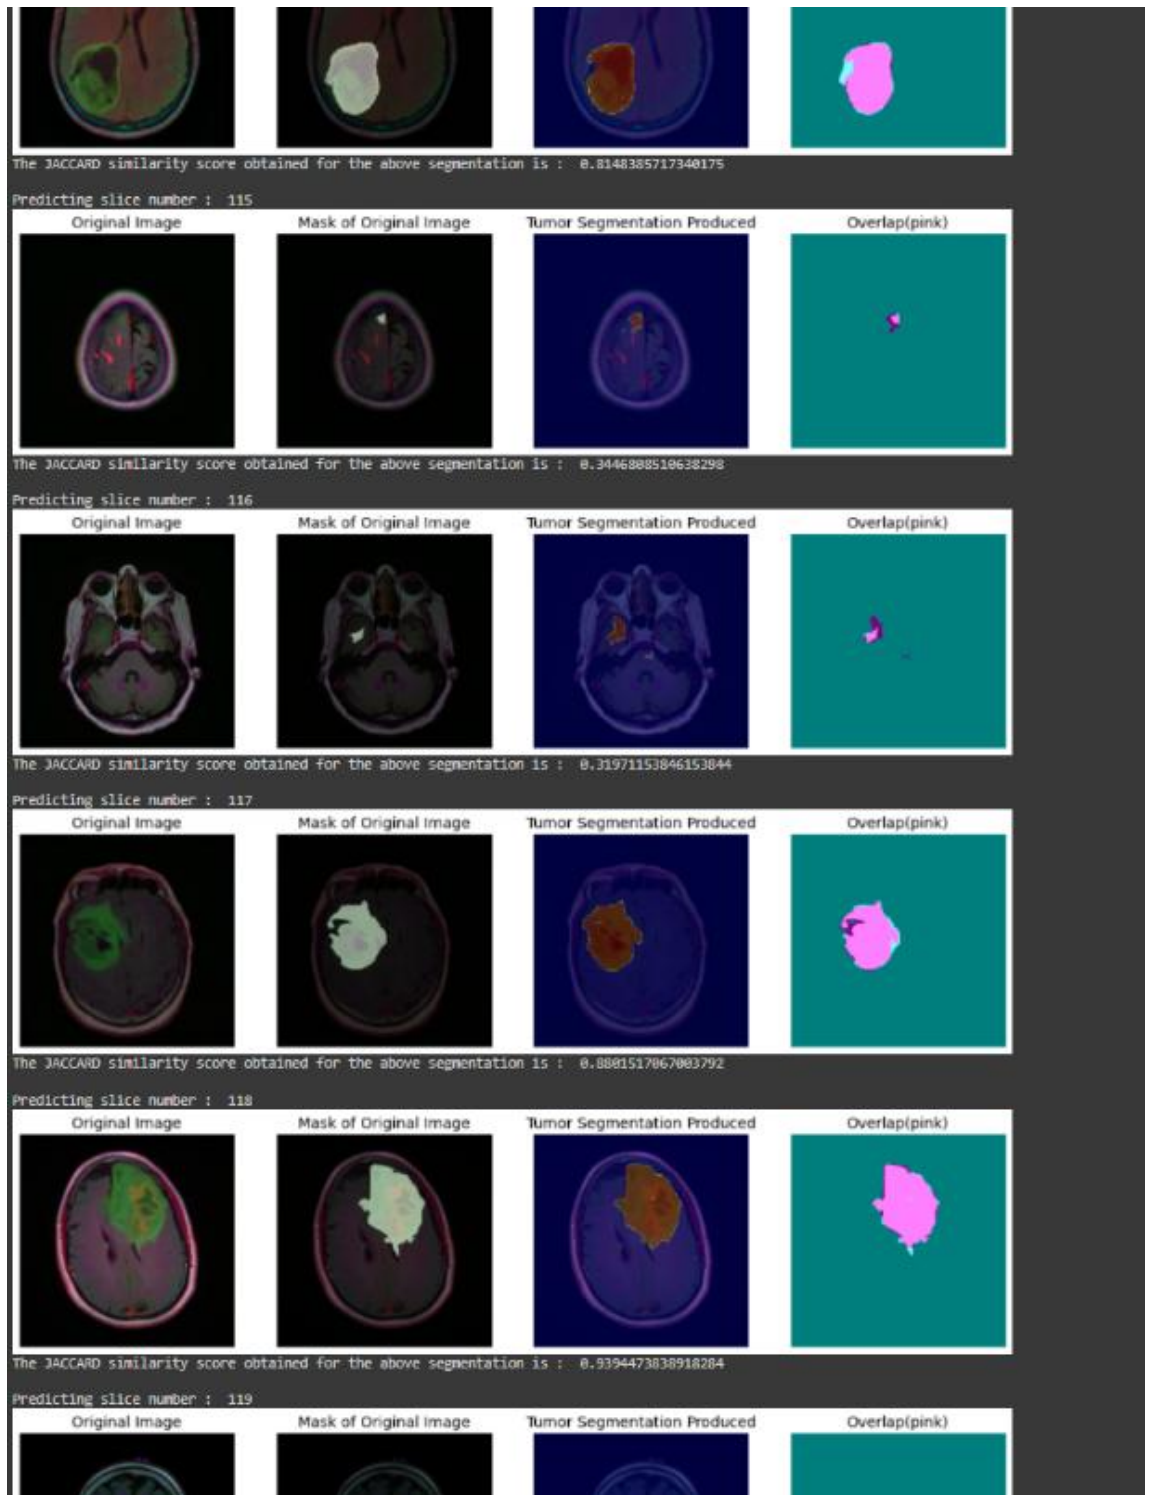 The JACCARD similarity score obtained for the above segmentation is :  0.8148385717340175
Predicting slice number :  115
Original Image Mask of Original Image Tumor Segmentation Produced Overlap(pink)
The JACCARD similarity score obtained for the above segmentation is :  0.3446808510638298
Predicting slice number :  116
Original Image Mask of Original Image Tumor Segmentation Produced Overlap(pink)
The JACCARD similarity score obtained for the above segmentation is :  0.31971153846153844
Predicting slice number :  117
Original Image Mask of Original Image Tumor Segmentation Produced Overlap(pink)
The JACCARD similarity score obtained for the above segmentation is :  0.8801517067003792
Predicting slice number :  118
Original Image Mask of Original Image Tumor Segmentation Produced Overlap(pink)
The JACCARD similarity score obtained for the above segmentation is :  0.9394473838918284
Predicting slice number :  119
Original Image Mask of Original Image Tumor Segmentation Produced Overlap(pink)